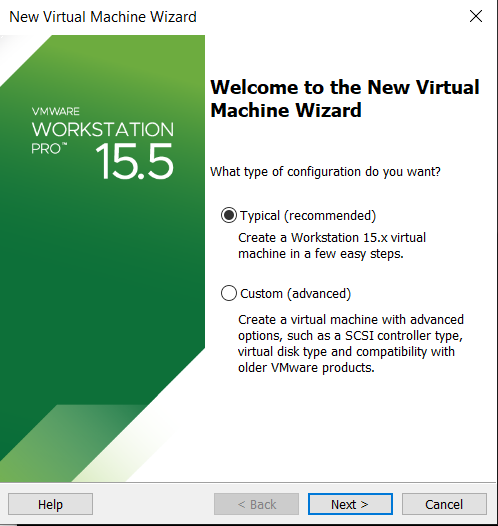 New Virtual Machine Wizard
VMWARE
WORKSTATION
PRO™
15.5
Welcome to the New Virtual
Machine Wizard
What type of configuration do you want?
Typical (recommended)
Create a Workstation 15.x virtual
machine in a few easy steps.
Custom (advanced)
Create a virtual machine with advanced
options, such as a SCSI controller type,
virtual disk type and compatibility with
older VMware products.
Help
< Back
Next >
Cancel